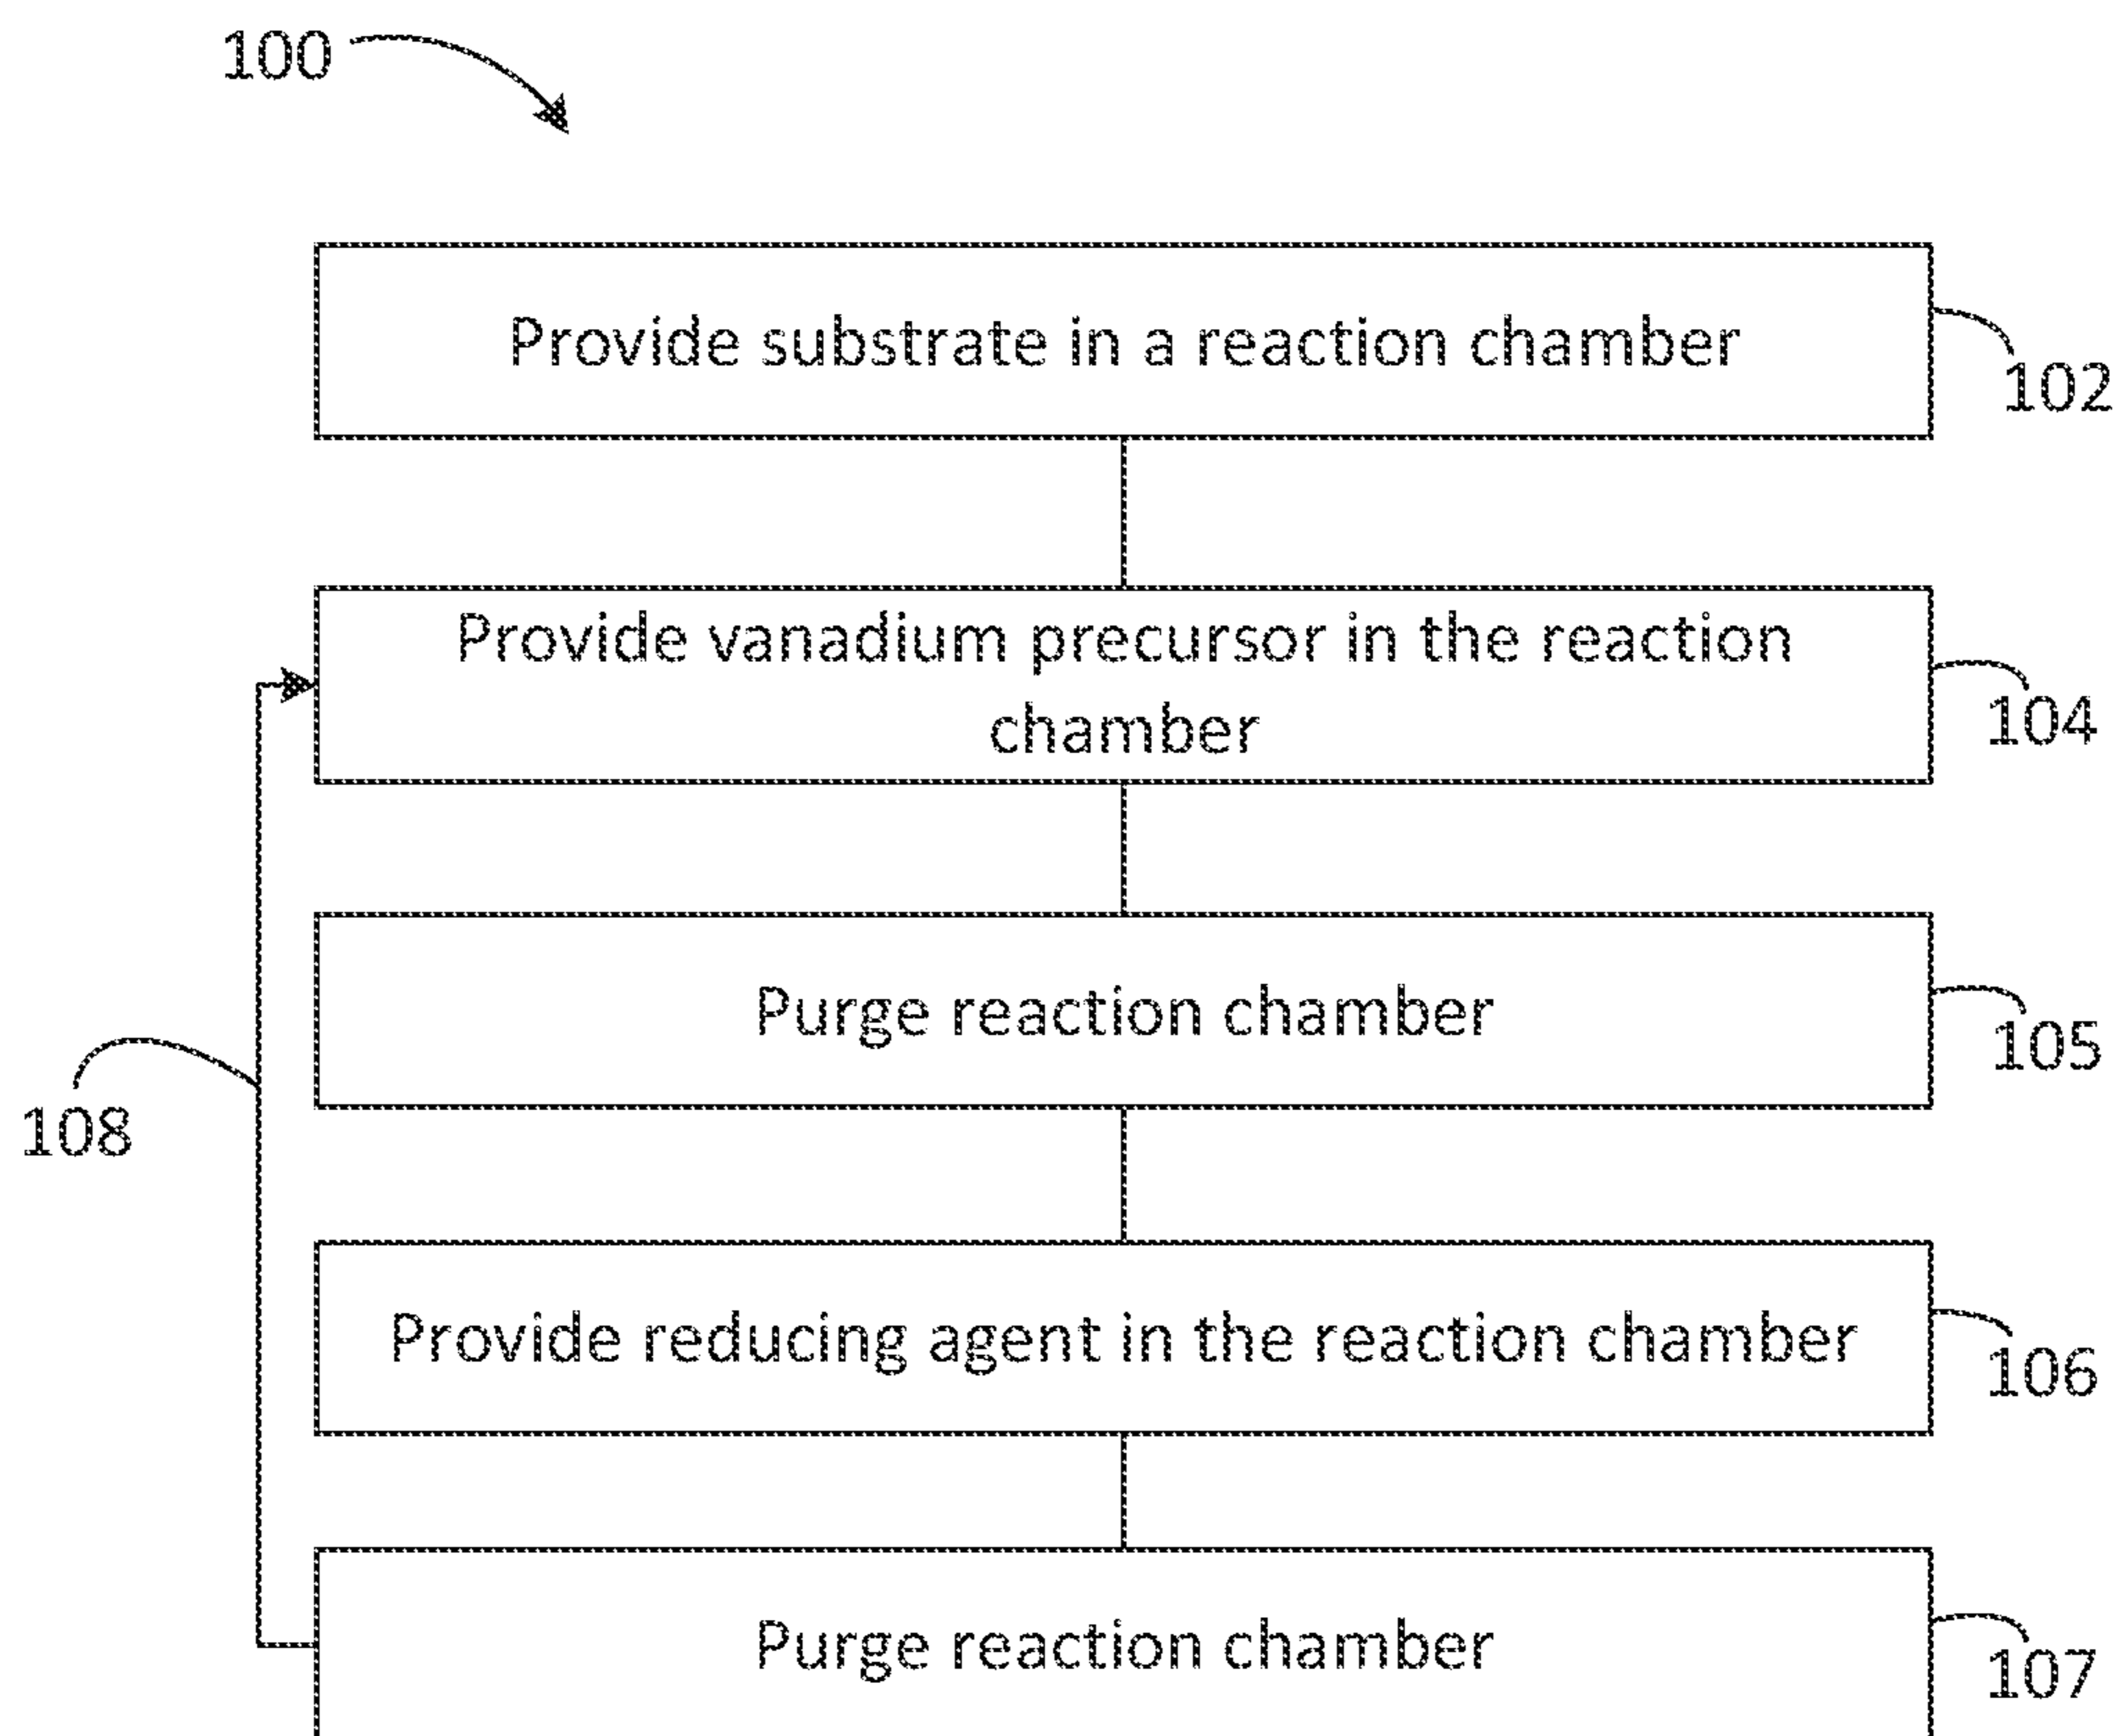 100
Provide substrate in a reaction chamber
102
Provide vanadium precursor in the reaction
chamber
104
Purge reaction chamber
105
108
Provide reducing agent in the reaction chamber
106
Purge reaction chamber
107